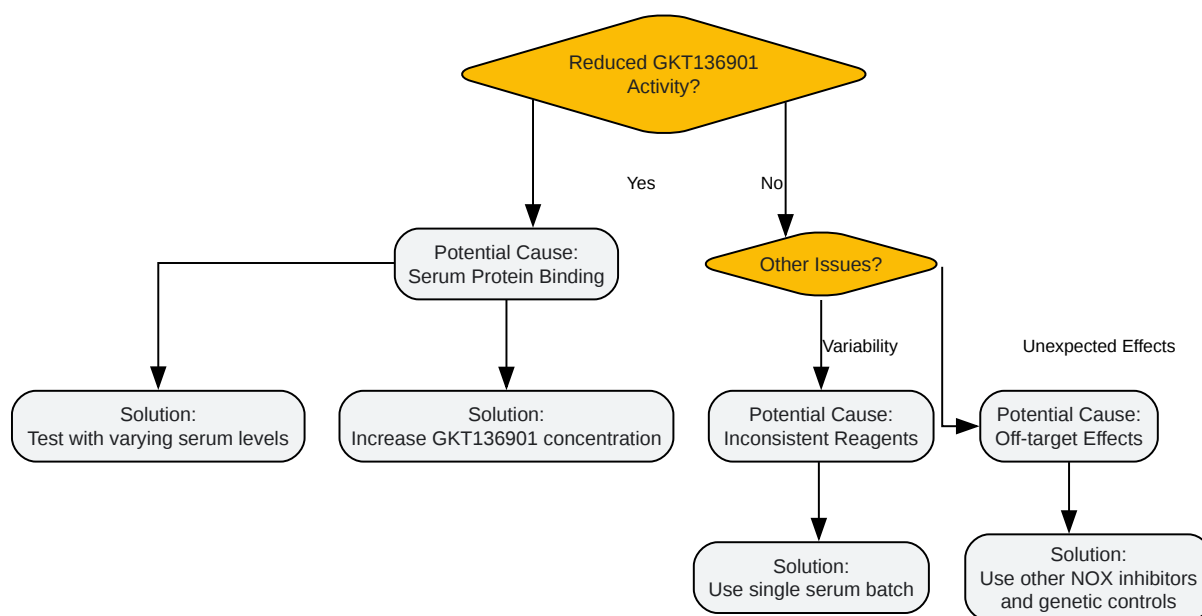 Reduced GKT136901
Activity?
Yes
No
Potential Cause:
Serum Protein Binding
Other Issues?
Variability
Unexpected Effects
Solution:
Test with varying serum levels
Solution:
Increase GKT136901 concentration
Potential Cause:
Inconsistent Reagents
Potential Cause:
Off-target Effects
Solution:
Use single serum batch
Solution:
Use other NOX inhibitors
and genetic controls